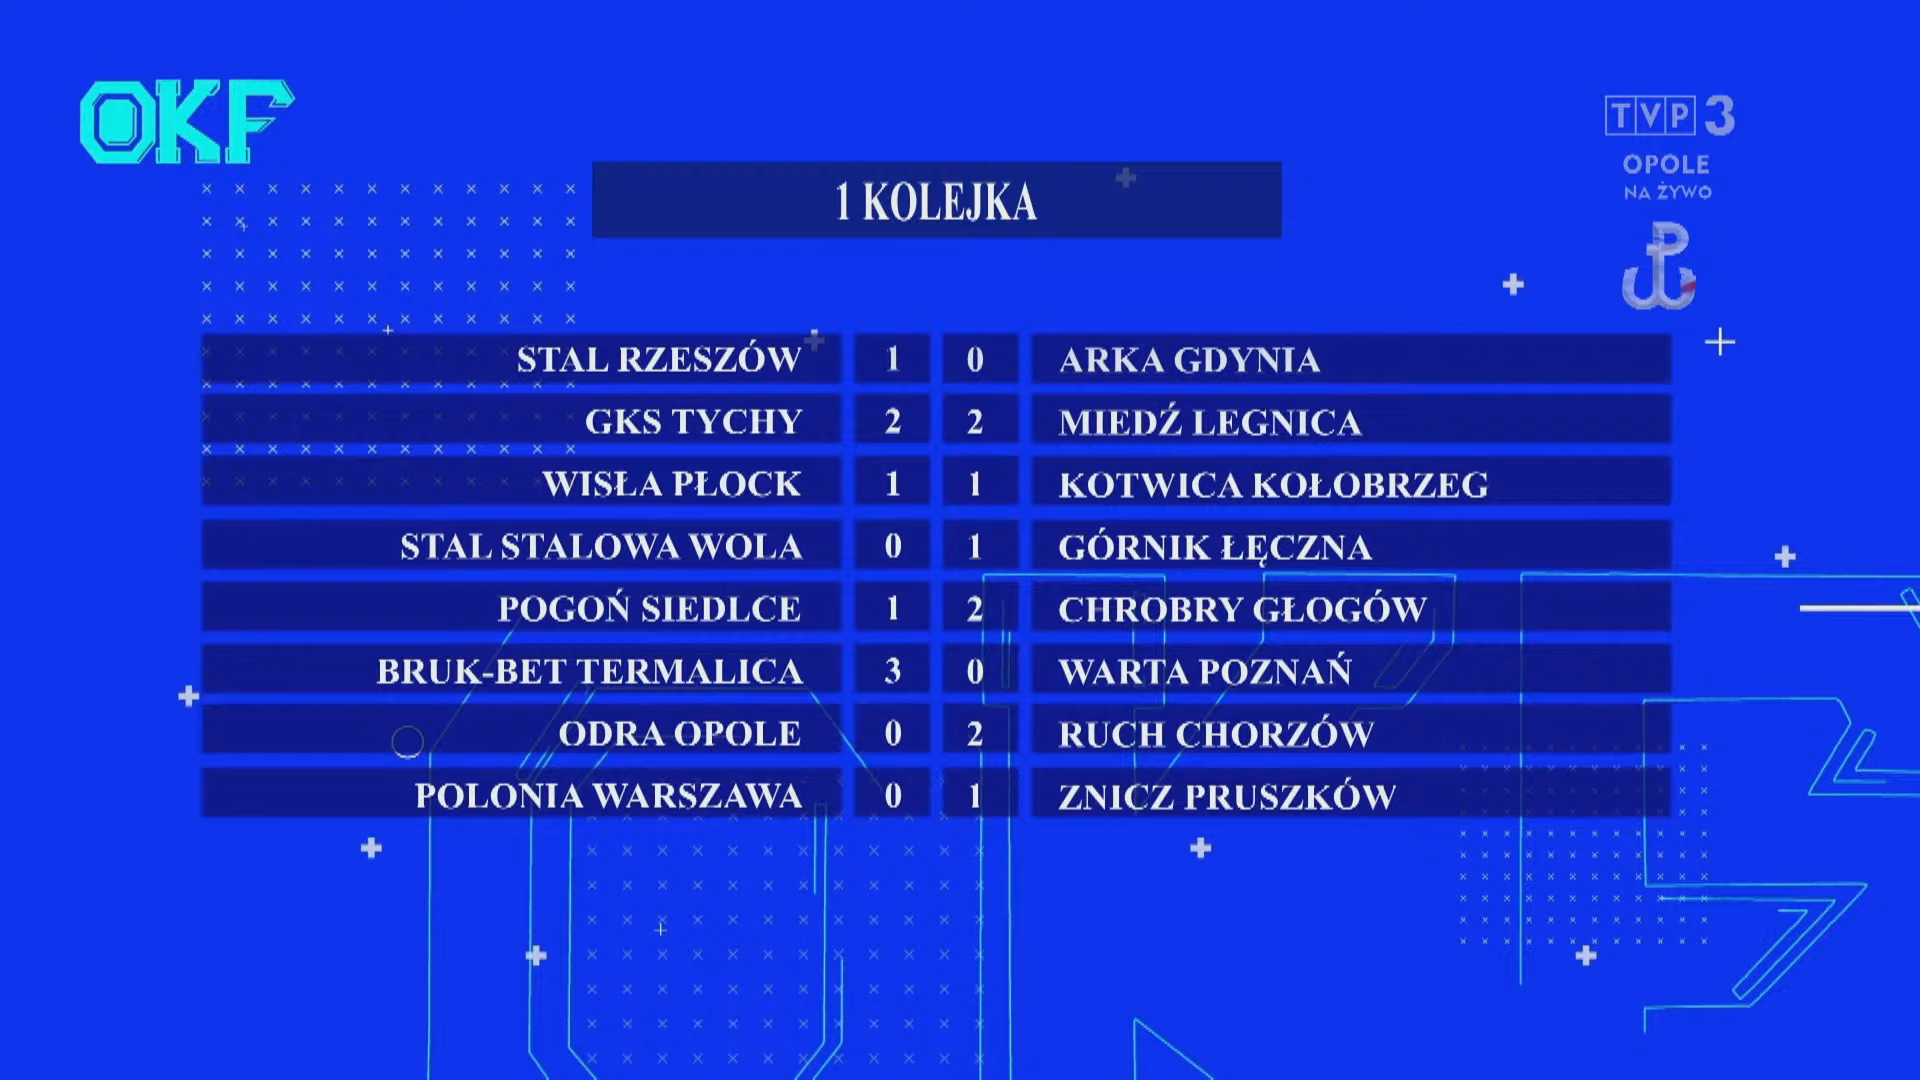 OKF
TVP 3
OPOLE
NA ŻYWO
1 KOLEJKA
STAL RZESZÓW 1 0 ARKA GDYNIA
GKS TYCHY 2 2 MIEDŹ LEGNICA
WISŁA PŁOCK 1 1 KOTWICA KOŁOBRZEG
STAL STALOWA WOLA 0 1 GÓRNIK ŁĘCZNA
POGOŃ SIEDLCE 1 2 CHROBRY GŁOGÓW
BRUK-BET TERMALICA 3 0 WARTA POZNAŃ
ODRA OPOLE 0 2 RUCH CHORZÓW
POLONIA WARSZAWA 0 1 ZNICZ PRUSZKÓW